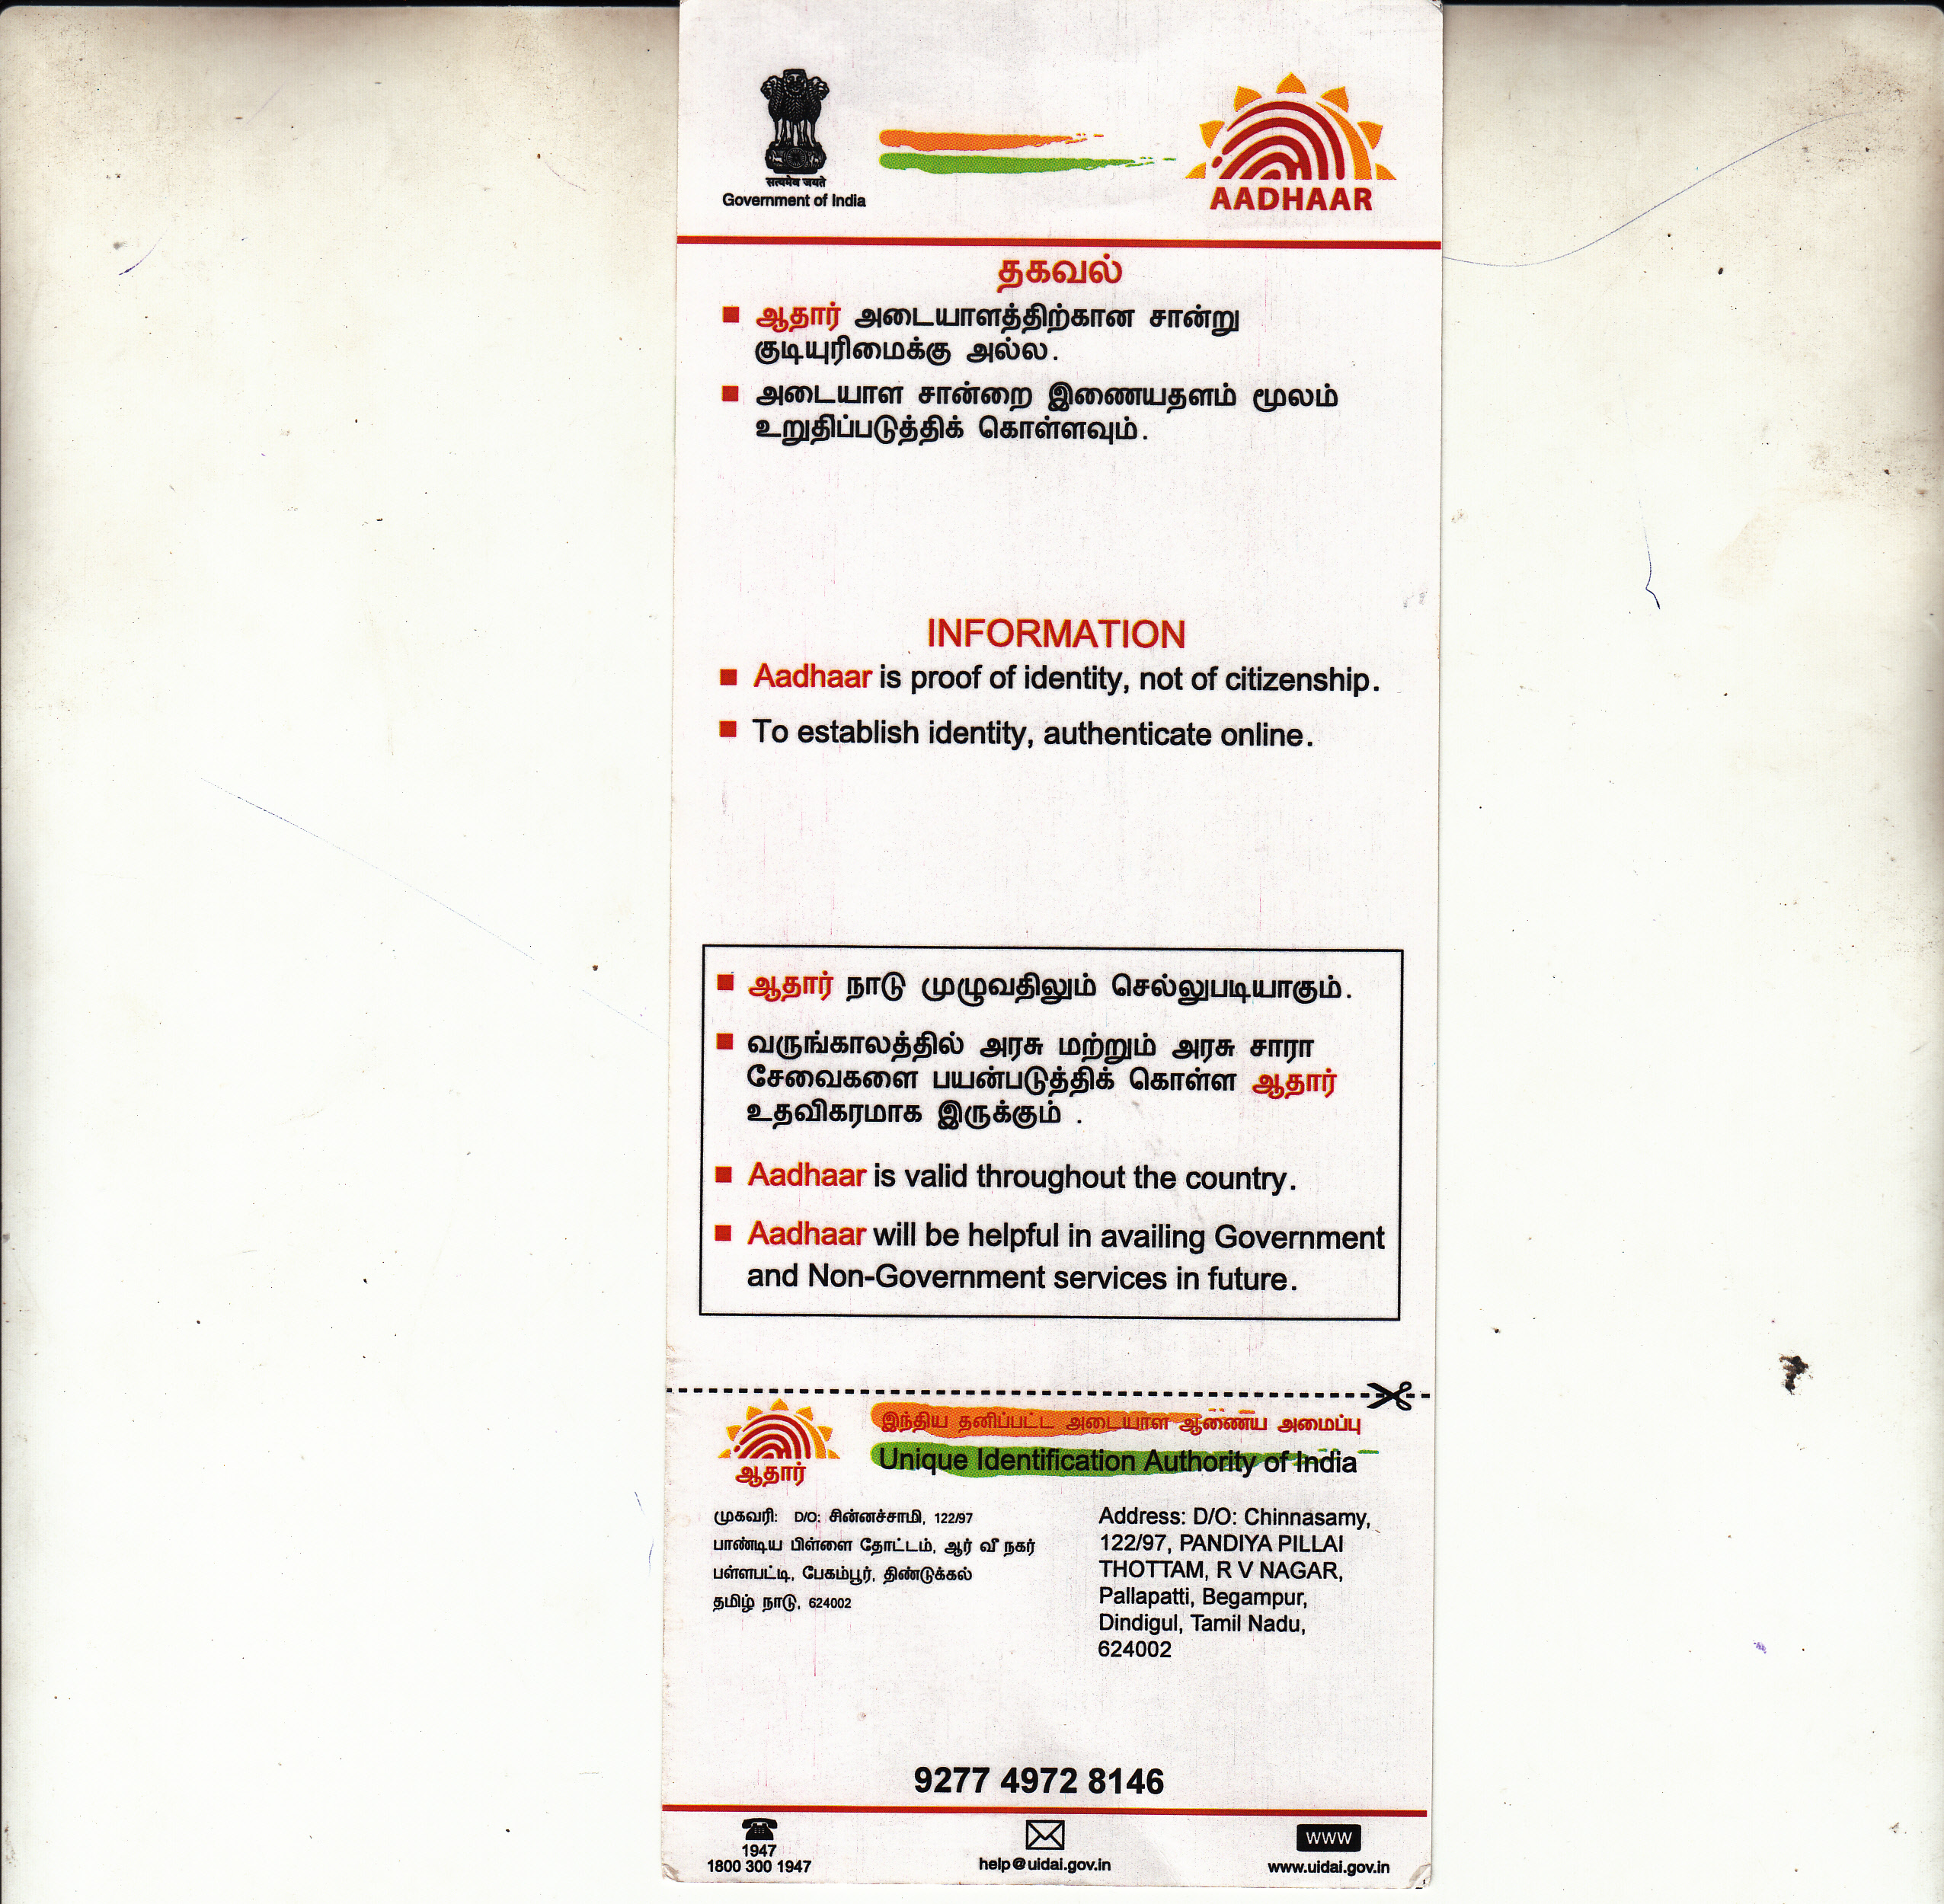 सत्यमेव जयते
Government of India
AADHAAR
தகவல்
ஆதார் அடையாளத்திற்கான சான்று
குடியுரிமைக்கு அல்ல.
அடையாள சான்றை இணையதளம் மூலம்
உறுதிப்படுத்திக் கொள்ளவும்.
INFORMATION
Aadhaar is proof of identity, not of citizenship.
To establish identity, authenticate online.
ஆதார் நாடு முழுவதிலும் செல்லுபடியாகும்.
வருங்காலத்தில் அரசு மற்றும் அரசு சாரா
சேவைகளை பயன்படுத்திக் கொள்ள ஆதார்
உதவிகரமாக இருக்கும் .
Aadhaar is valid throughout the country.
Aadhaar will be helpful in availing Government
and Non-Government services in future.
இந்திய தனிப்பட்ட அடையாள ஆணைய அமைப்பு
Unique Identification Authority of India
ஆதார்
முகவரி: D/O: சின்னச்சாமி, 122/97
பாண்டிய பிள்ளை தோட்டம், ஆர் வீ நகர்
பள்ளபட்டி, பேகம்பூர், திண்டுக்கல்
தமிழ் நாடு, 624002
Address: D/O: Chinnasamy,
122/97, PANDIYA PILLAI
THOTTAM, R V NAGAR,
Pallapatti, Begampur,
Dindigul, Tamil Nadu,
624002
9277 4972 8146
1947
1800 300 1947
help@uidai.gov.in
WWW
www.uidai.gov.in